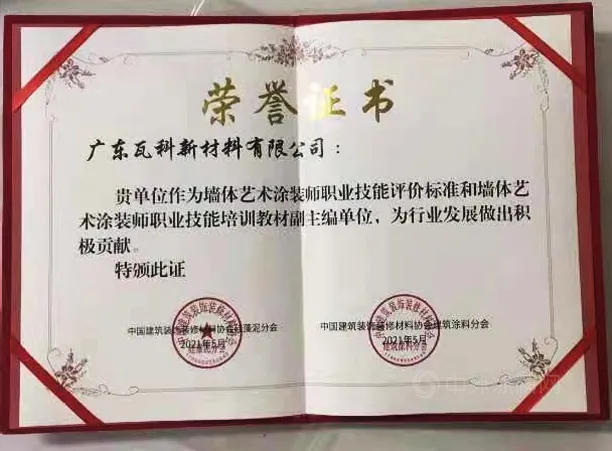 荣誉证书
广东瓦科新材料有限公司：
贵单位作为墙体艺术涂装师职业技能评价标准和墙体艺
术涂装师职业技能培训教材副主编单位，为行业发展做出积
极贡献。
特颁此证
中国建筑装饰装修材料协会硅藻泥分会
2021年5月
中国建筑装饰装修材料协会建筑涂料分会
2021年5月